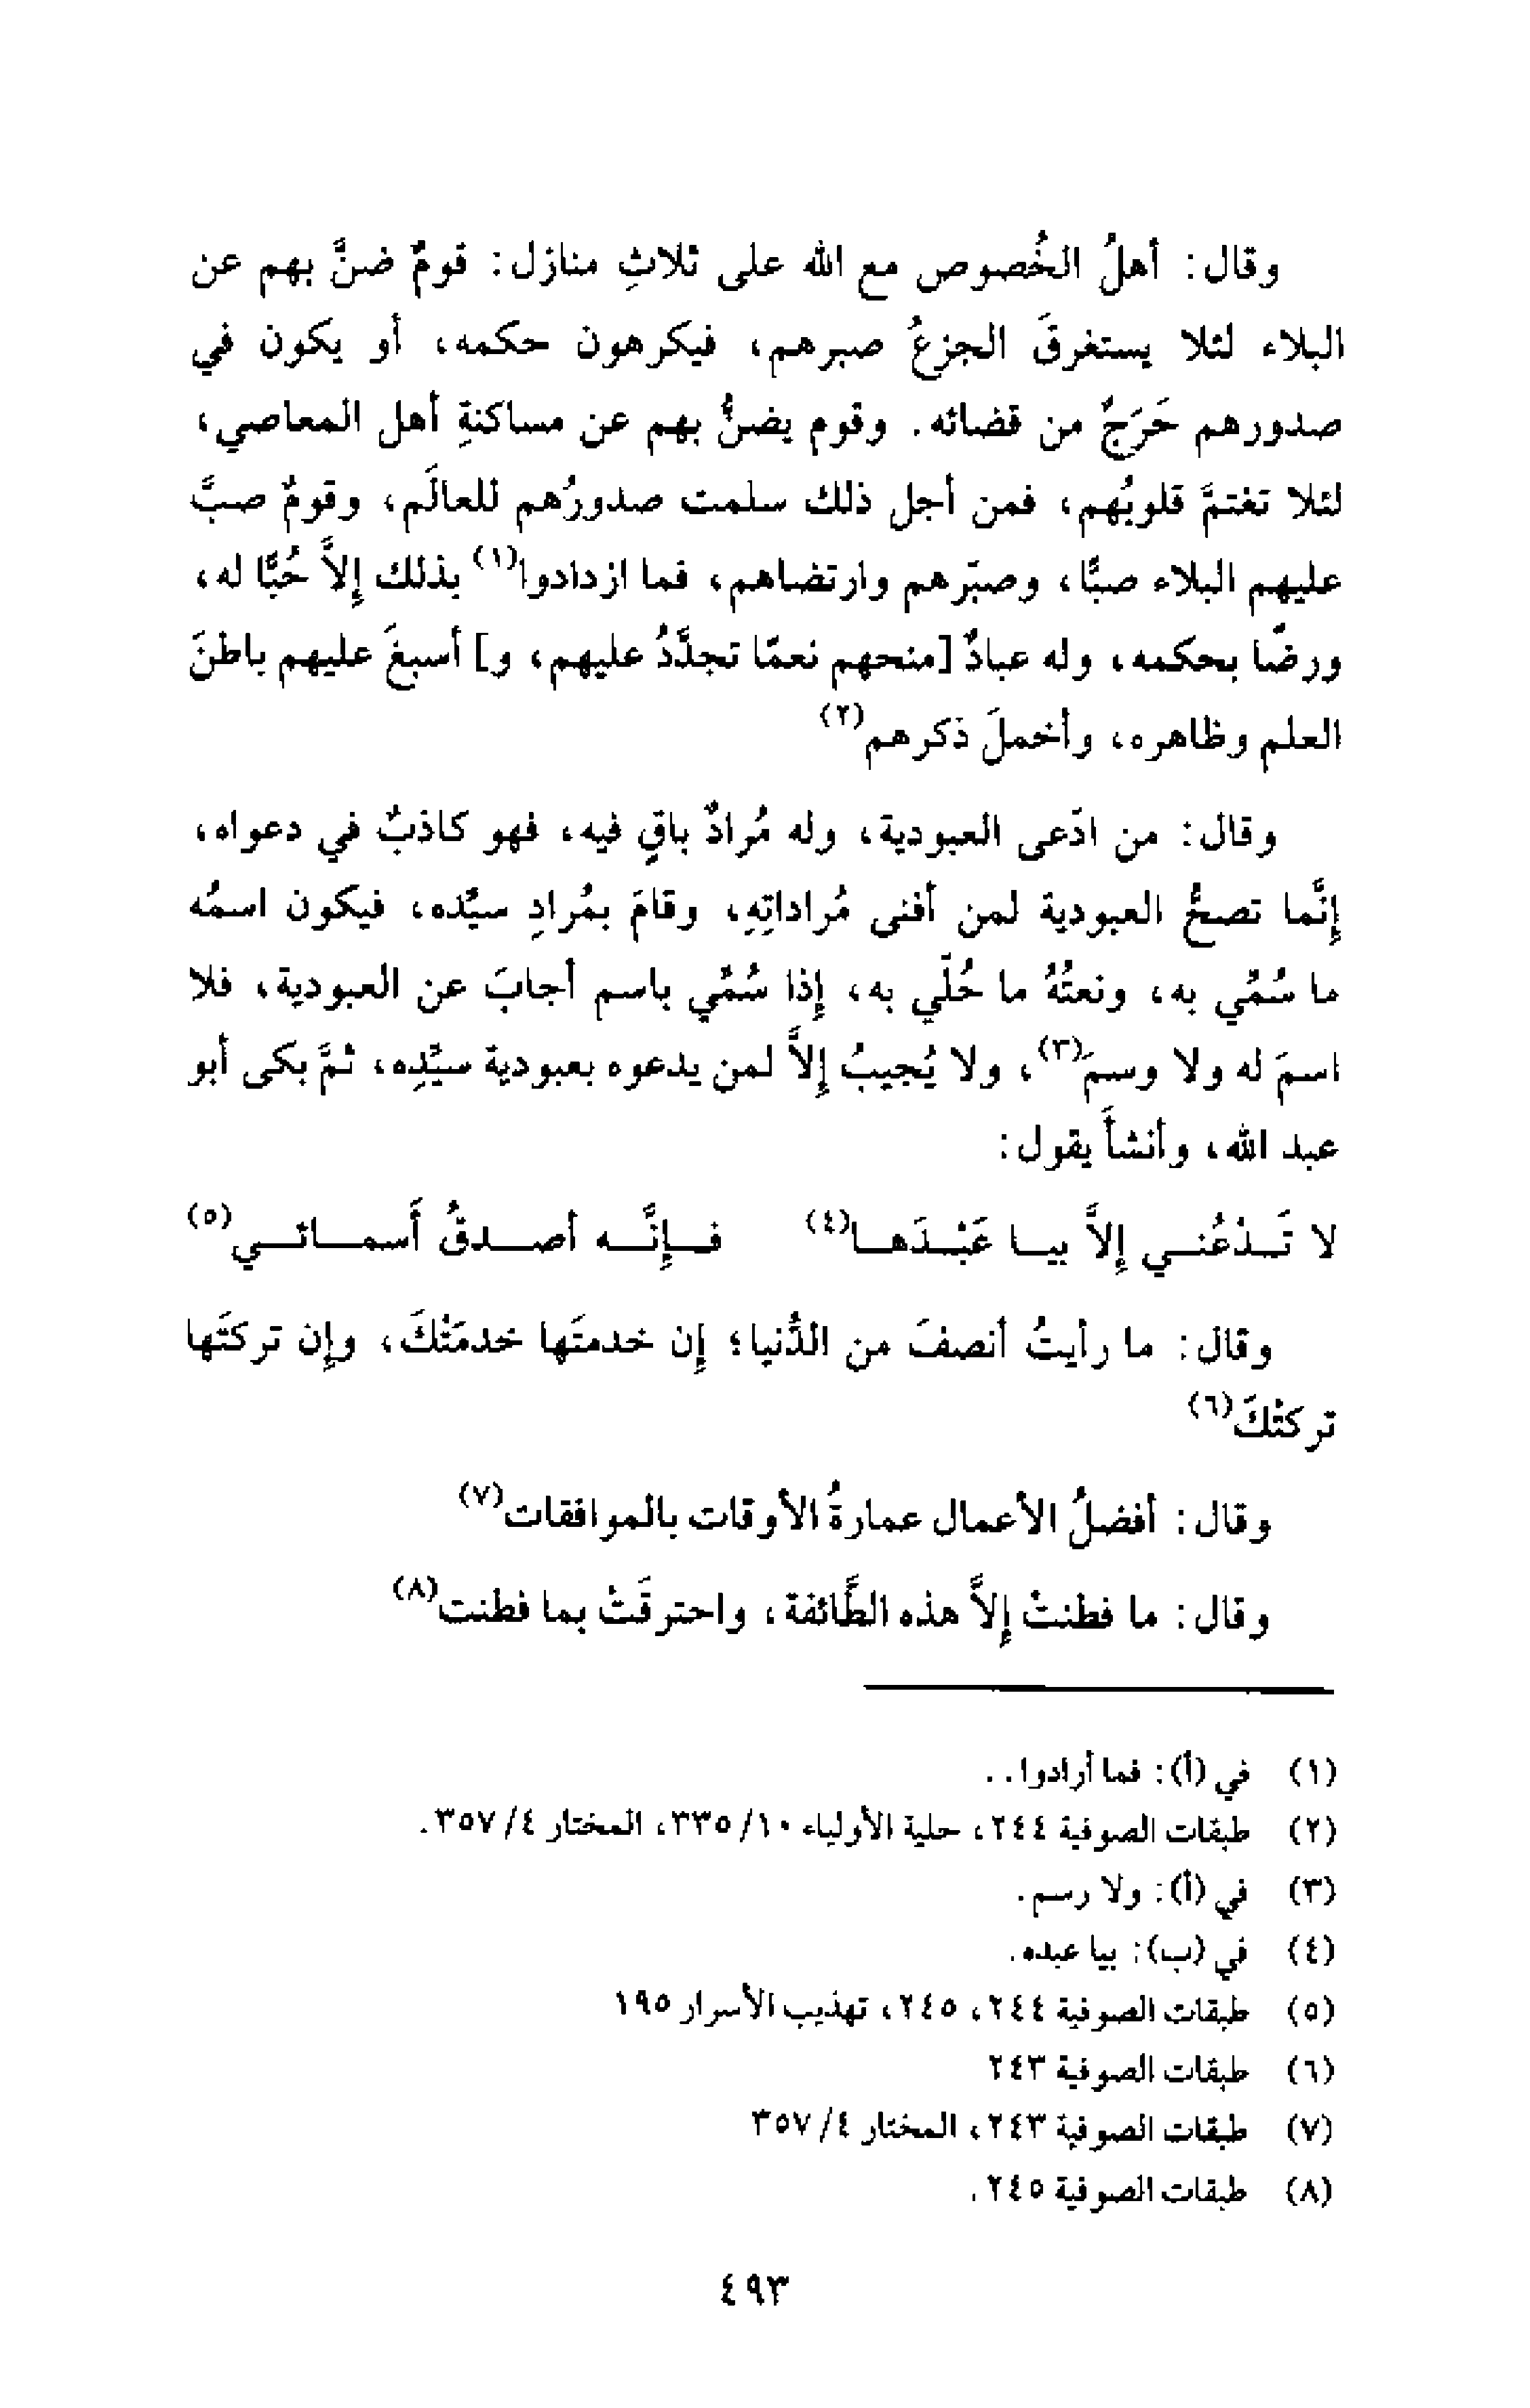 وقال: أهلُ الخُصوص مع الله على ثلاثِ منازل: قومٌ ضنَّ بهم عن
البلاء لئلا يستغرقَ الجزعُ صبرهم، فيكرهون حكمه، أو يكون في
صدورهم حَرَجٌ من قضائه. وقوم يضنُّ بهم عن مساكنةِ أهل المعاصي،
لئلا تغتمَّ قلوبُهم، فمن أجل ذلك سلمت صدورُهم للعالَم، وقومٌ صبَّ
عليهم البلاء صبًّا، وصبّرهم وارتضاهم، فما ازدادوا(١) بذلك إلاَّ حُبًّا له،
ورضًا بحكمه، وله عبادٌ [منحهم نعمًا تجدَّدُ عليهم، و] أسبغَ عليهم باطنَ
العلم وظاهره، وأخملَ ذكرهم(٢)
وقال: من ادّعى العبودية، وله مُرادٌ باقٍ فيه، فهو كاذبٌ في دعواه،
إنَّما تصحُّ العبودية لمن أفنى مُراداتِهِ، وقامَ بمُرادِ سيِّده، فيكون اسمُه
ما سُمِّي به، ونعتُهُ ما حُلّي به، إذا سُمِّي باسم أجابَ عن العبودية، فلا
اسمَ له ولا وسمَ(٣)، ولا يُجيبُ إلاَّ لمن يدعوه بعبودية سيِّدِه، ثمَّ بكى أبو
عبد الله، وأنشأَ يقول:
لا تَـدْعُنـي إلاَّ بيـا عَبْـدَهـا(٤) فـإنَّـه أصـدقُ أَسمـائـي(٥)
وقال: ما رأيتُ أنصفَ من الدُّنيا؛ إن خدمتَها خدمَتْكَ، وإن تركتَها
تركتْكَ(٦)
وقال: أفضلُ الأعمال عمارةُ الأوقات بالموافقات(٧)
وقال: ما فطنتْ إلاَّ هذه الطَّائفة، واحترقَتْ بما فطنت(٨)
(١) في (أ): فما أرادوا..
(٢) طبقات الصوفية ٢٤٤، حلية الأولياء ١٠/ ٣٣٥، المختار ٤/ ٣٥٧.
(٣) في (أ): ولا رسم.
(٤) في (ب): بيا عبده.
(٥) طبقات الصوفية ٢٤٤، ٢٤٥، تهذيب الأسرار ١٩٥
(٦) طبقات الصوفية ٢٤٣
(٧) طبقات الصوفية ٢٤٣، المختار ٤/ ٣٥٧
(٨) طبقات الصوفية ٢٤٥.
٤٩٣